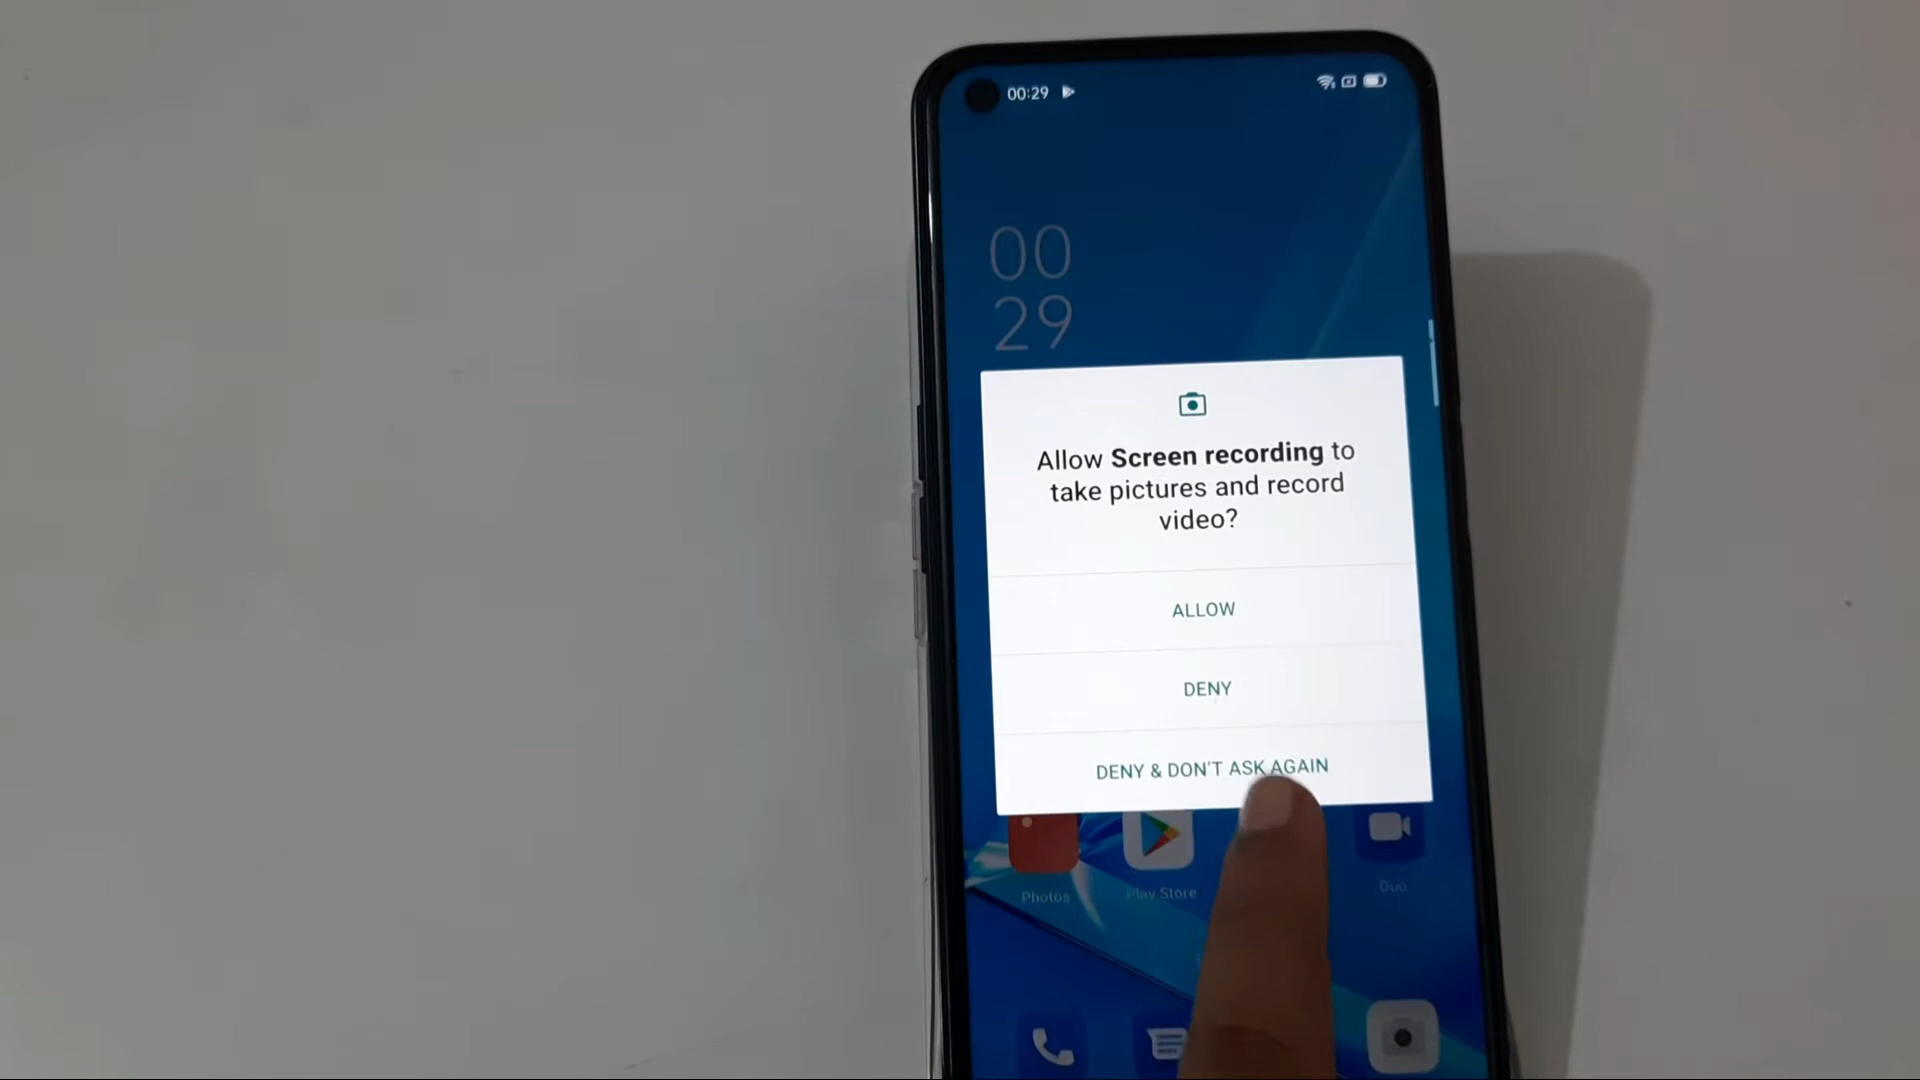 00:29
00
29
Allow Screen recording to
take pictures and record
video?
ALLOW
DENY
DENY & DON'T ASK AGAIN
Photos
Play Store
Duo